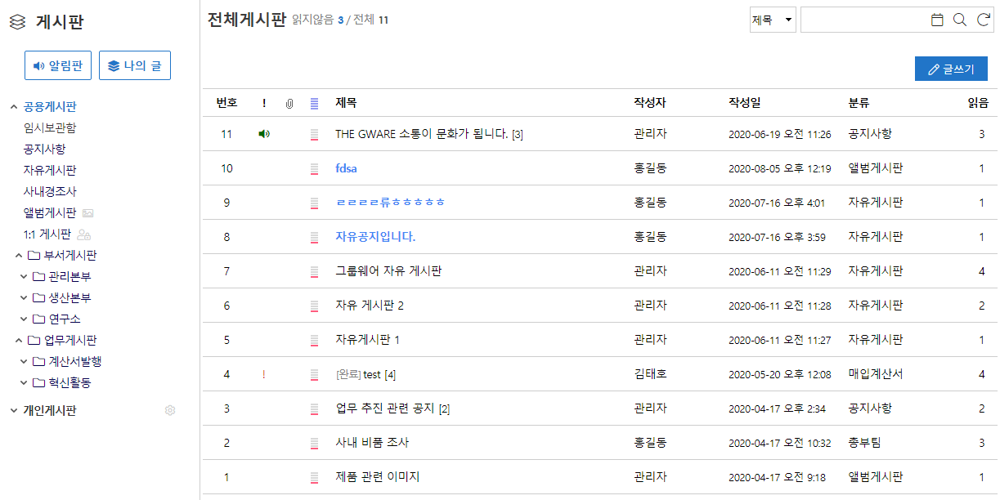 게시판
알림판 나의 글
공용게시판
임시보관함
공지사항
자유게시판
사내경조사
앨범게시판
1:1 게시판
부서게시판
관리본부
생산본부
연구소
업무게시판
계산서발행
혁신활동
개인게시판
전체게시판 읽지않음 3 / 전체 11
제목
글쓰기
번호 ! 제목 작성자 작성일 분류 읽음
11 THE GWARE 소통이 문화가 됩니다. [3] 관리자 2020-06-19 오전 11:26 공지사항 3
10 fdsa 홍길동 2020-08-05 오후 12:19 앨범게시판 1
9 ㄹㄹㄹㄹ류ㅎㅎㅎㅎㅎ 홍길동 2020-07-16 오후 4:01 자유게시판 1
8 자유공지입니다. 홍길동 2020-07-16 오후 3:59 자유게시판 1
7 그룹웨어 자유 게시판 관리자 2020-06-11 오전 11:29 자유게시판 4
6 자유 게시판 2 관리자 2020-06-11 오전 11:28 자유게시판 2
5 자유게시판 1 관리자 2020-06-11 오전 11:27 자유게시판 1
4 ! [완료] test [4] 김태호 2020-05-20 오후 12:08 매입계산서 4
3 업무 추진 관련 공지 [2] 관리자 2020-04-17 오후 2:34 공지사항 2
2 사내 비품 조사 홍길동 2020-04-17 오전 10:32 총부팀 3
1 제품 관련 이미지 관리자 2020-04-17 오전 9:18 앨범게시판 1